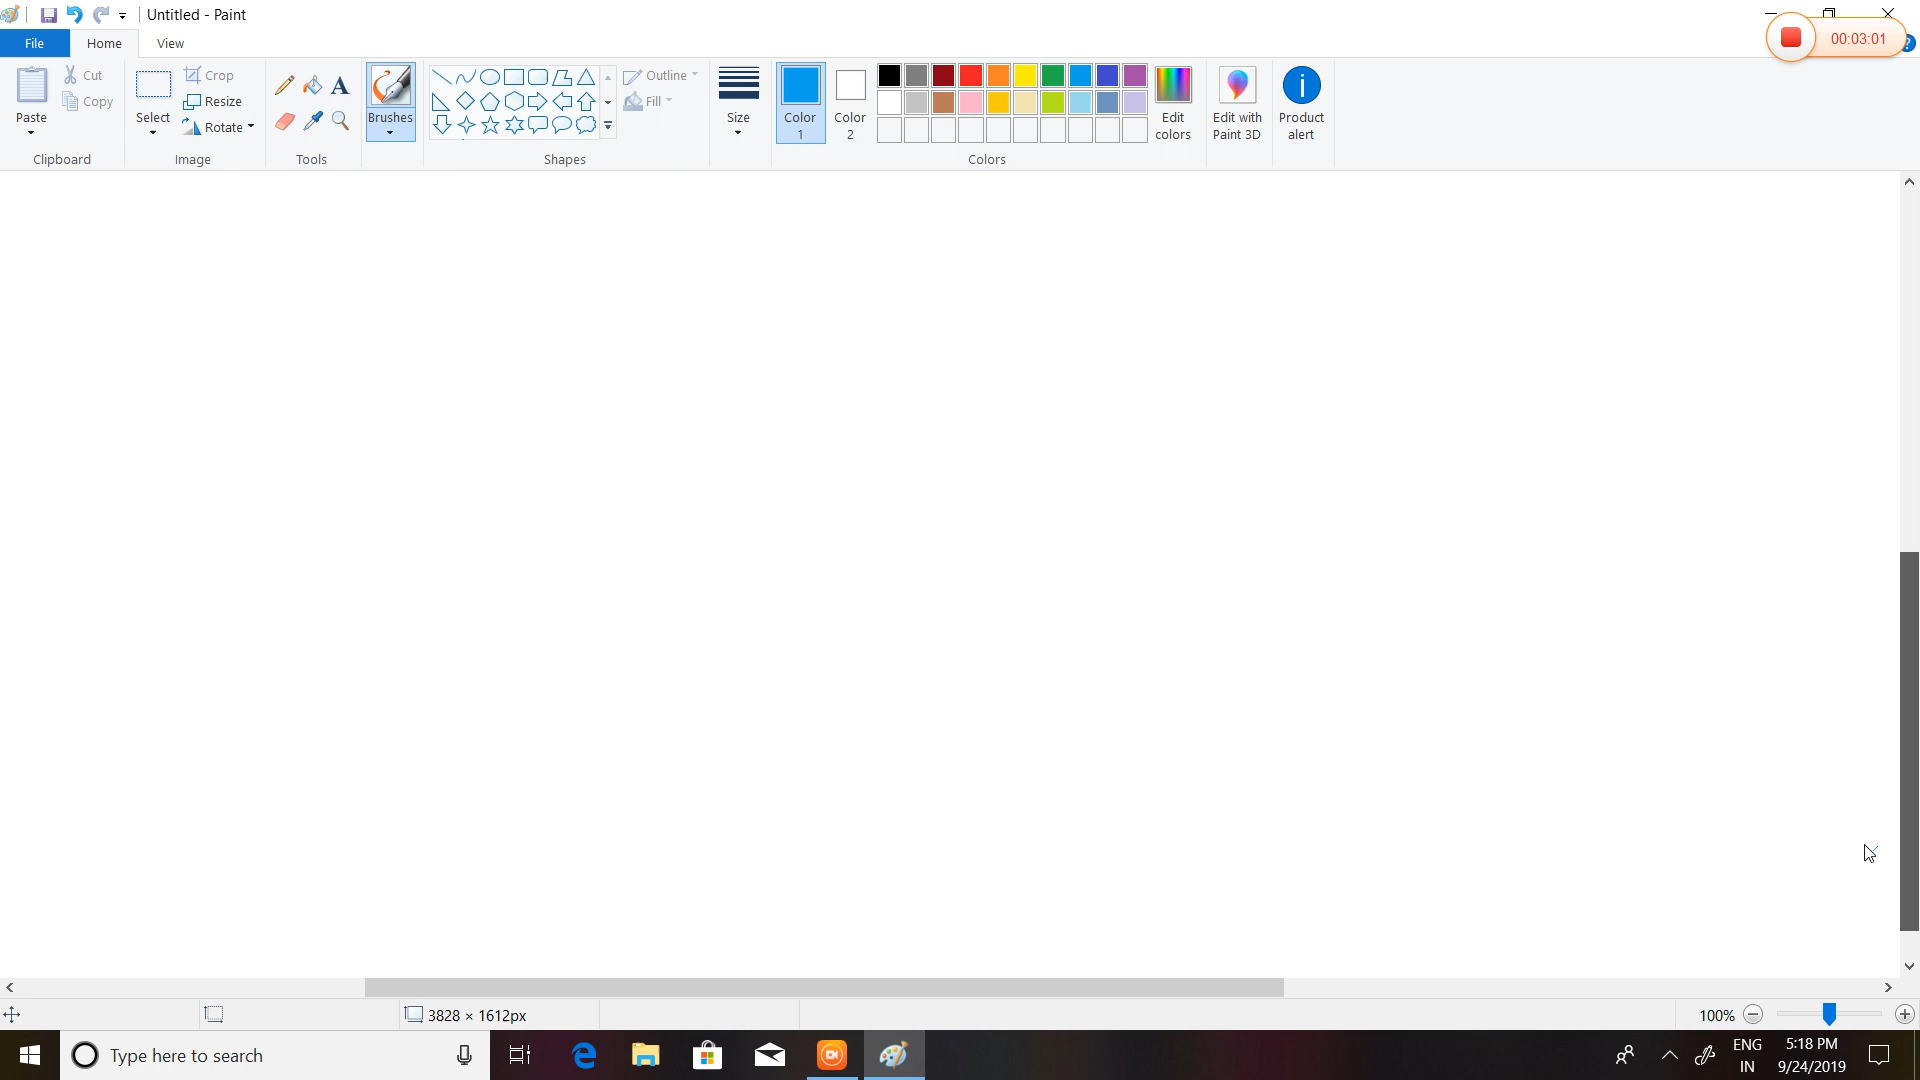 Untitled - Paint
File Home View
00:03:01
Paste Cut Copy
Select Crop Resize Rotate
A
Brushes
Outline Fill
Size
Color 1 Color 2
Edit colors
Edit with Paint 3D
Product alert
Clipboard Image Tools Shapes Colors
3828 × 1612px 100%
Type here to search
ENG IN
5:18 PM
9/24/2019